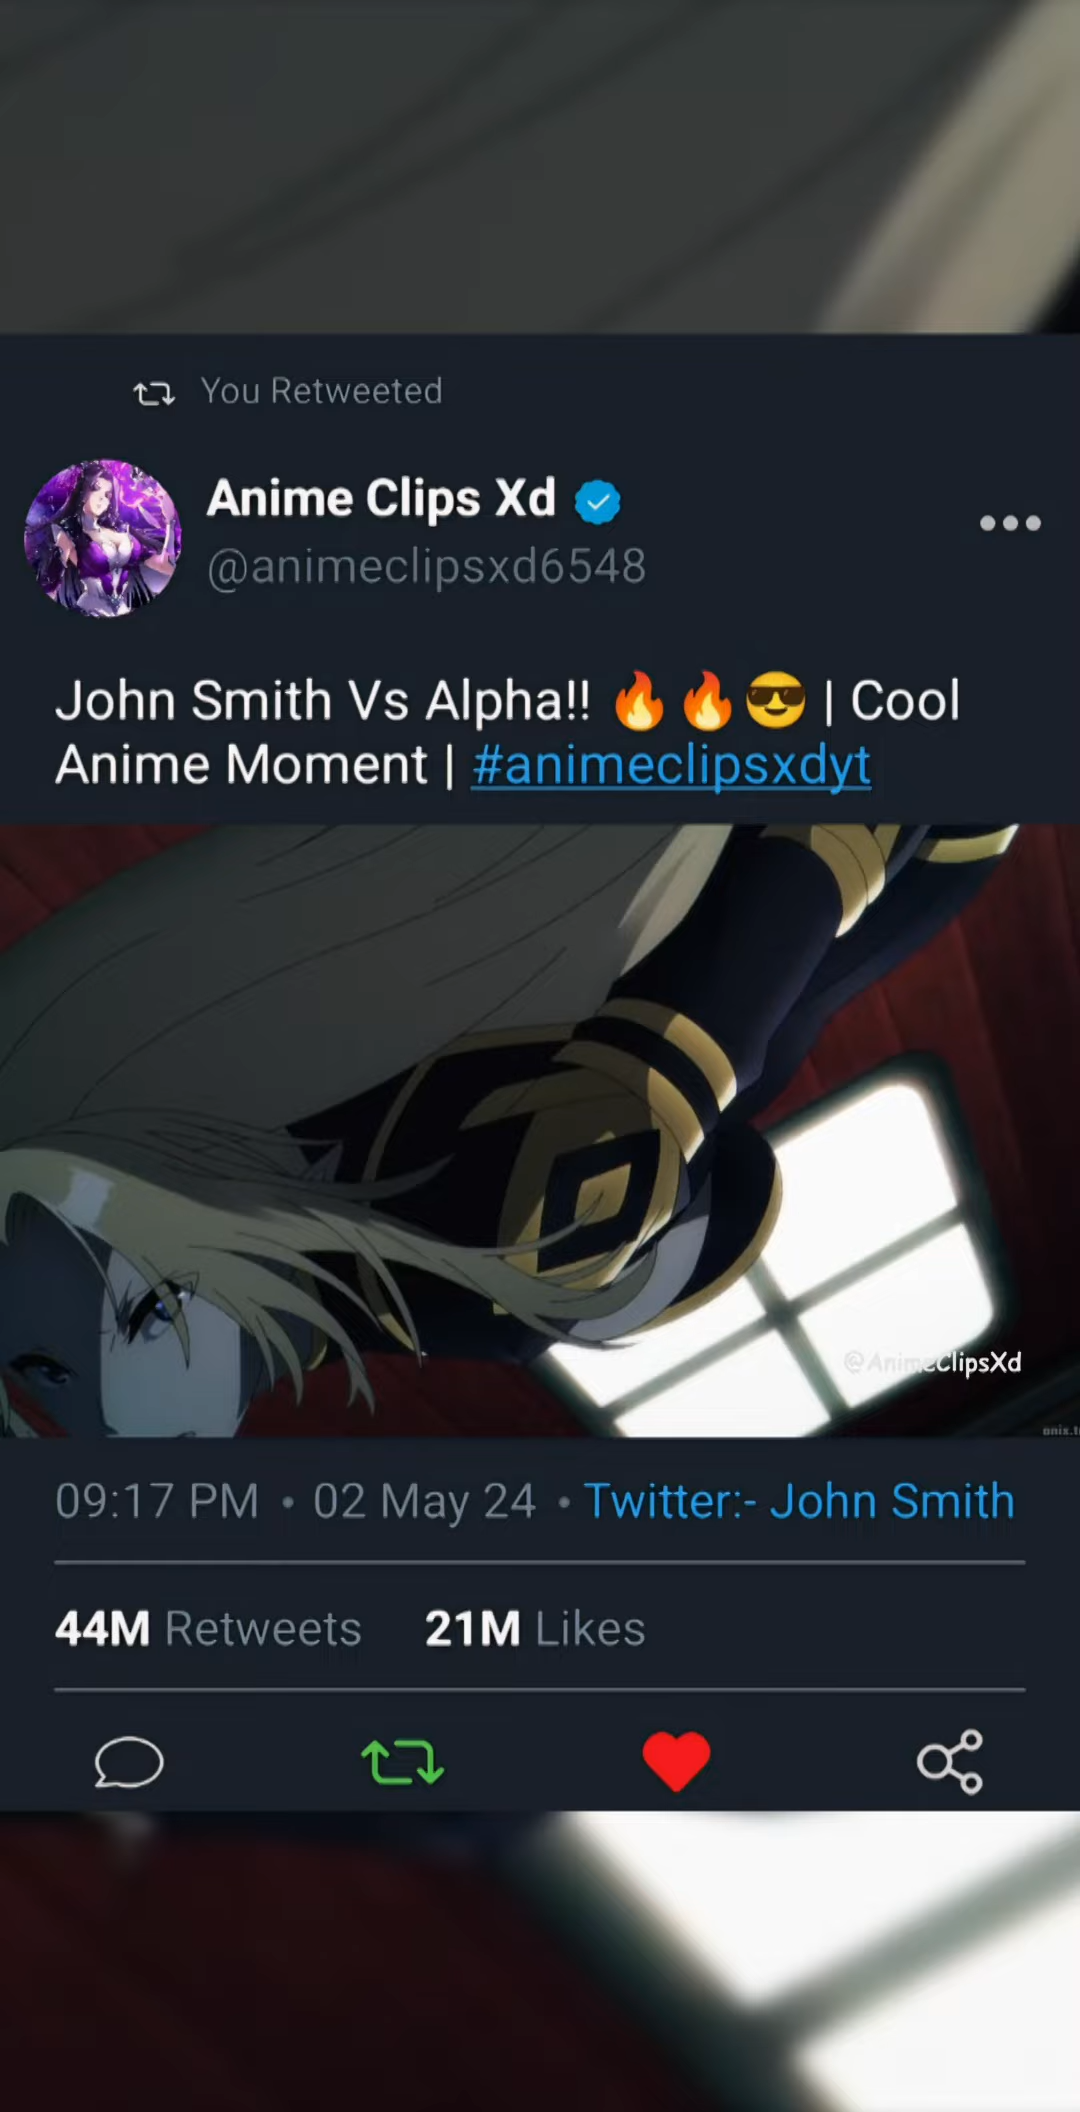 You Retweeted
Anime Clips Xd
@animeclipsxd6548
John Smith Vs Alpha!! 🔥🔥😎 | Cool
Anime Moment | #animeclipsxdyt
@AnimeClipsXd
09:17 PM • 02 May 24 • Twitter:- John Smith
44M Retweets 21M Likes